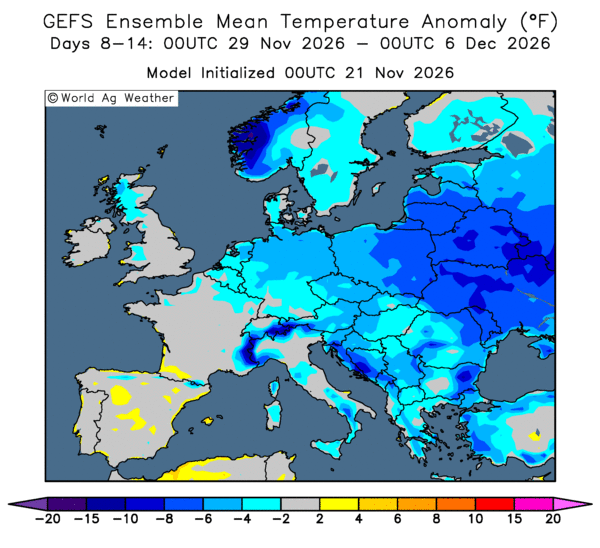 GEFS Ensemble Mean Temperature Anomaly (°F)
Days 8–14: 00UTC 29 Nov 2026 – 00UTC 6 Dec 2026
Model Initialized 00UTC 21 Nov 2026
© World Ag Weather
−20 −15 −10 −8 −6 −4 −2 2 4 6 8 10 15 20